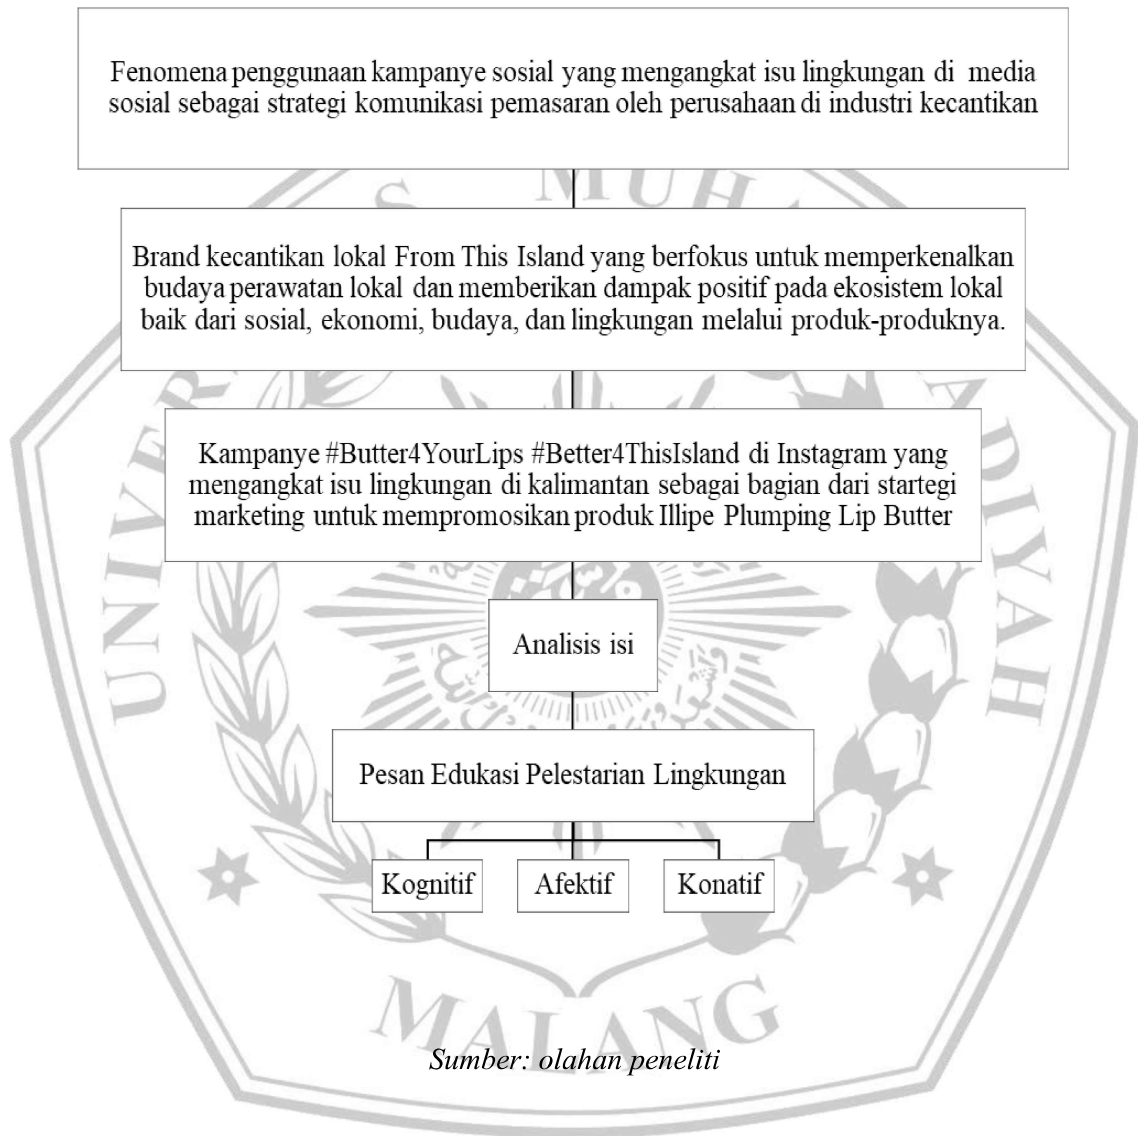 Fenomena penggunaan kampanye sosial yang mengangkat isu lingkungan di media
sosial sebagai strategi komunikasi pemasaran oleh perusahaan di industri kecantikan
Brand kecantikan lokal From This Island yang berfokus untuk memperkenalkan
budaya perawatan lokal dan memberikan dampak positif pada ekosistem lokal
baik dari sosial, ekonomi, budaya, dan lingkungan melalui produk-produknya.
Kampanye #Butter4YourLips #Better4ThisIsland di Instagram yang
mengangkat isu lingkungan di kalimantan sebagai bagian dari startegi
marketing untuk mempromosikan produk Illipe Plumping Lip Butter
Analisis isi
Pesan Edukasi Pelestarian Lingkungan
Kognitif
Afektif
Konatif
MALANG
Sumber: olahan peneliti